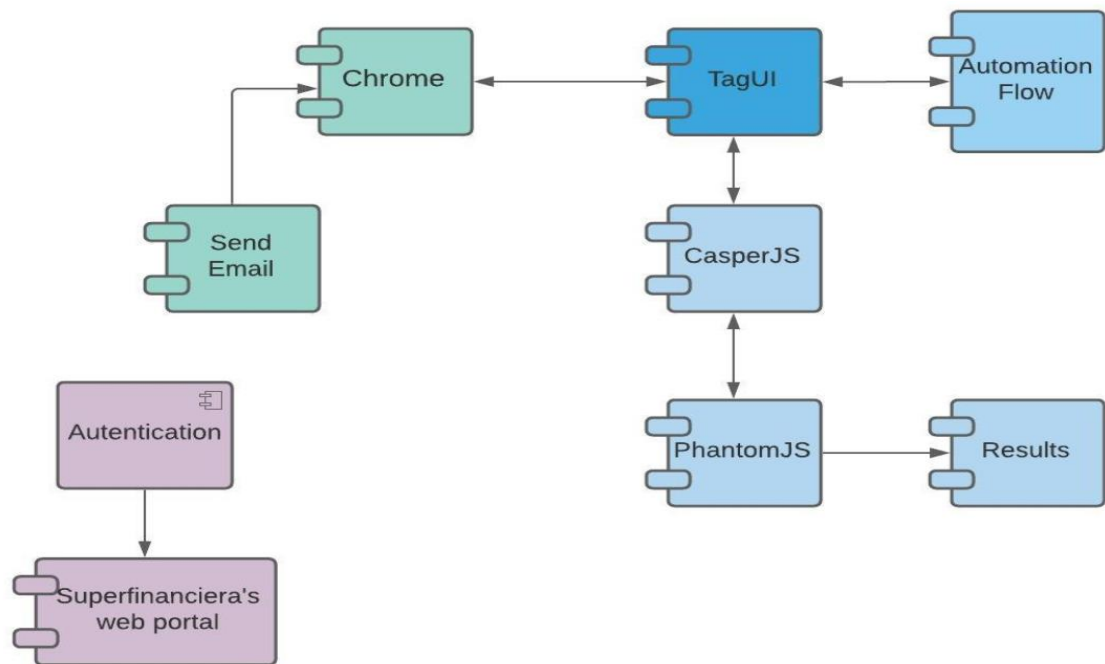 Chrome
TagUI
Automation
Flow
Send
Email
CasperJS
Autentication
PhantomJS
Results
Superfinanciera's
web portal